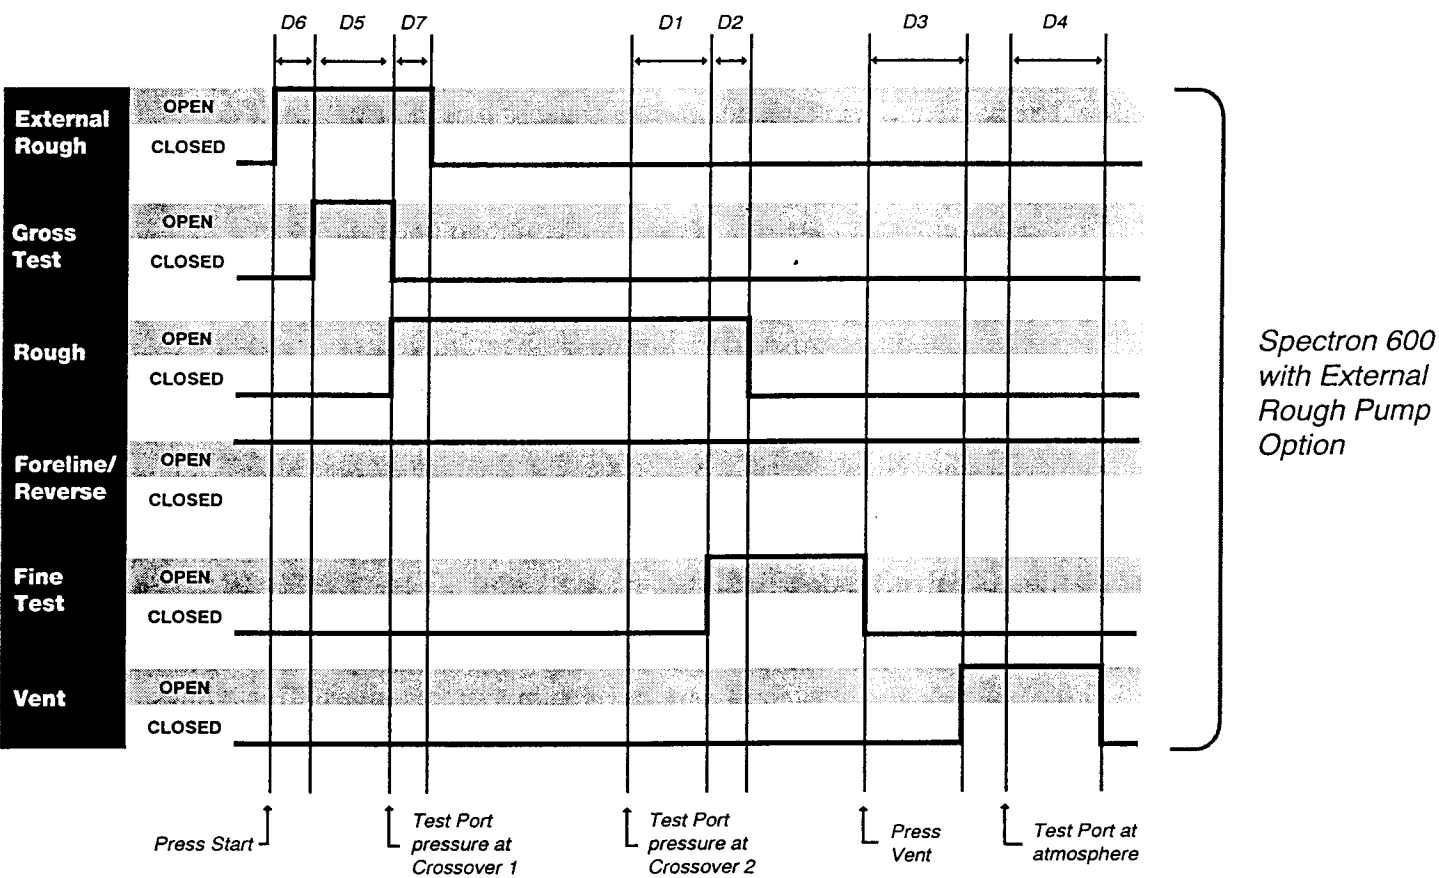 D6 D5 D7 D1 D2 D3 D4
External
Rough
OPEN
CLOSED
Gross
Test
OPEN
CLOSED
Rough
OPEN
CLOSED
Foreline/
Reverse
OPEN
CLOSED
Fine
Test
OPEN
CLOSED
Vent
OPEN
CLOSED
Spectron 600
with External
Rough Pump
Option
Press Start
Test Port
pressure at
Crossover 1
Test Port
pressure at
Crossover 2
Press
Vent
Test Port at
atmosphere